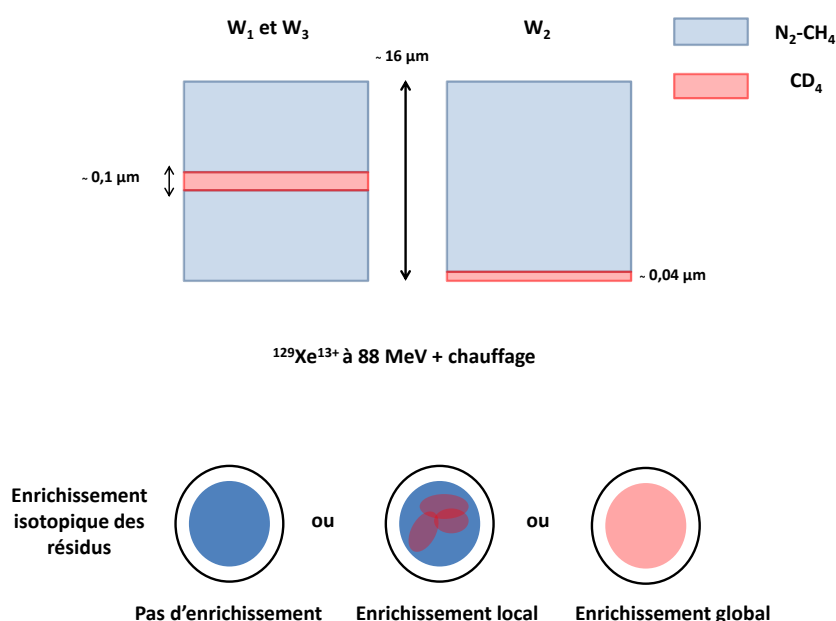 W₁ et W₃
W₂
N₂-CH₄
~ 16 µm
CD₄
~ 0,1 µm
~ 0,04 µm
¹²⁹Xe¹³⁺ à 88 MeV + chauffage
Enrichissement
isotopique des
résidus
ou
ou
Pas d’enrichissement
Enrichissement local
Enrichissement global